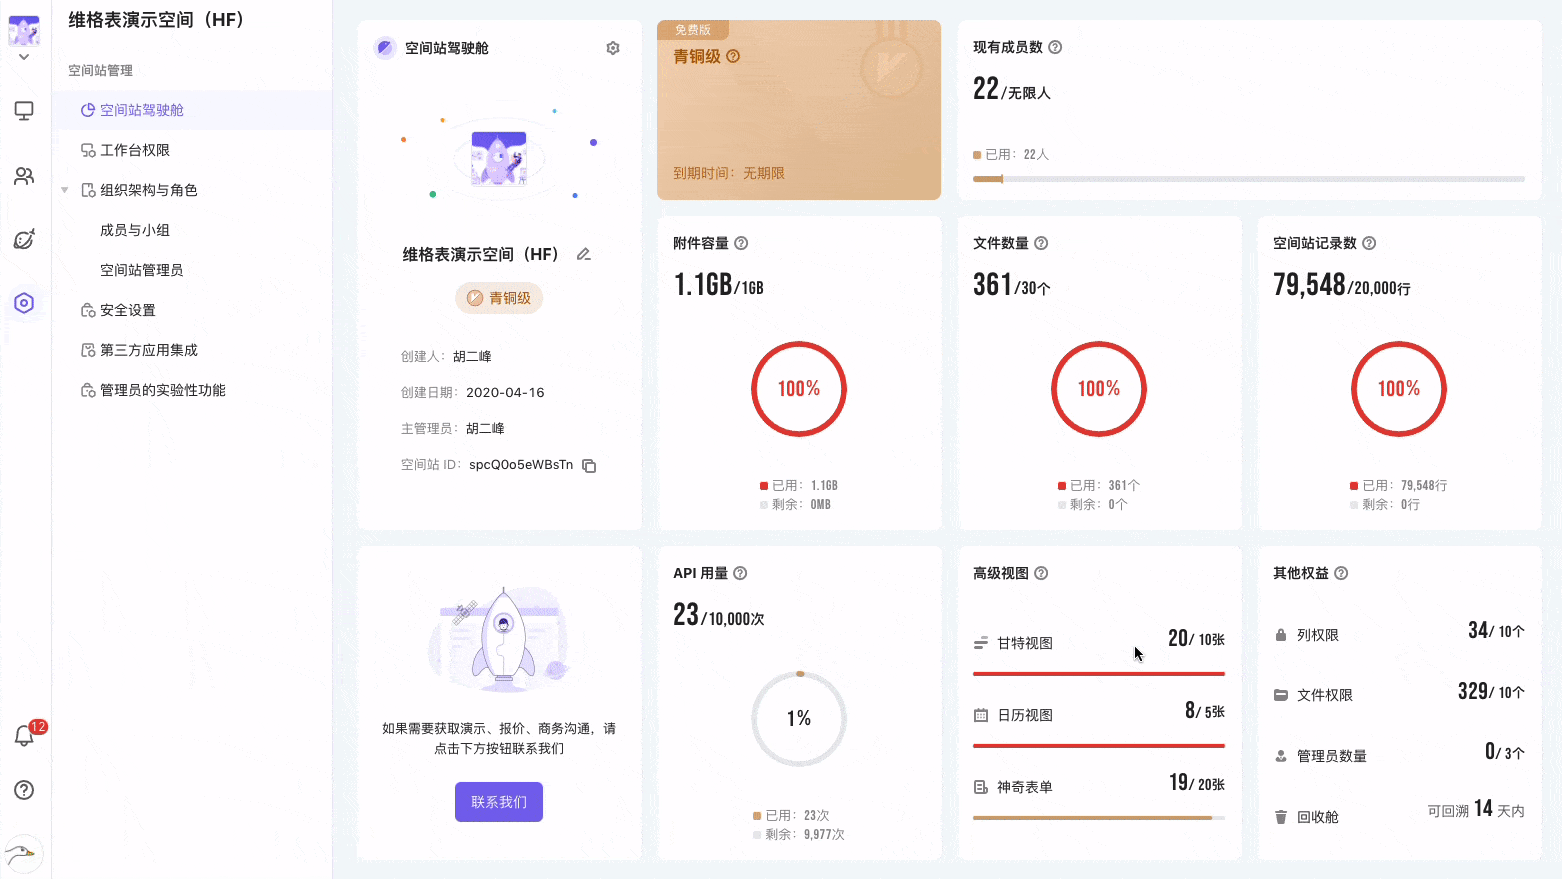 维格表演示空间（HF）
空间站管理
空间站驾驶舱
工作台权限
组织架构与角色
成员与小组
空间站管理员
安全设置
第三方应用集成
管理员的实验性功能
12
空间站驾驶舱
维格表演示空间（HF）
青铜级
创建人： 胡二峰
创建日期： 2020-04-16
主管理员： 胡二峰
空间站 ID： spcQ0o5eWBsTn
免费版
青铜级
到期时间： 无期限
现有成员数
22/无限人
已用： 22人
附件容量
1.1GB/1GB
100%
已用： 1.1GB
剩余： 0MB
文件数量
361/30个
100%
已用： 361个
剩余： 0个
空间站记录数
79,548/20,000行
100%
已用： 79,548行
剩余： 0行
如果需要获取演示、报价、商务沟通，请
点击下方按钮联系我们
联系我们
API 用量
23/10,000次
1%
已用： 23次
剩余： 9,977次
高级视图
甘特视图 20/ 10张
日历视图 8/ 5张
神奇表单 19/ 20张
其他权益
列权限 34/ 10个
文件权限 329/ 10个
管理员数量 0/ 3个
回收舱 可回溯 14 天内